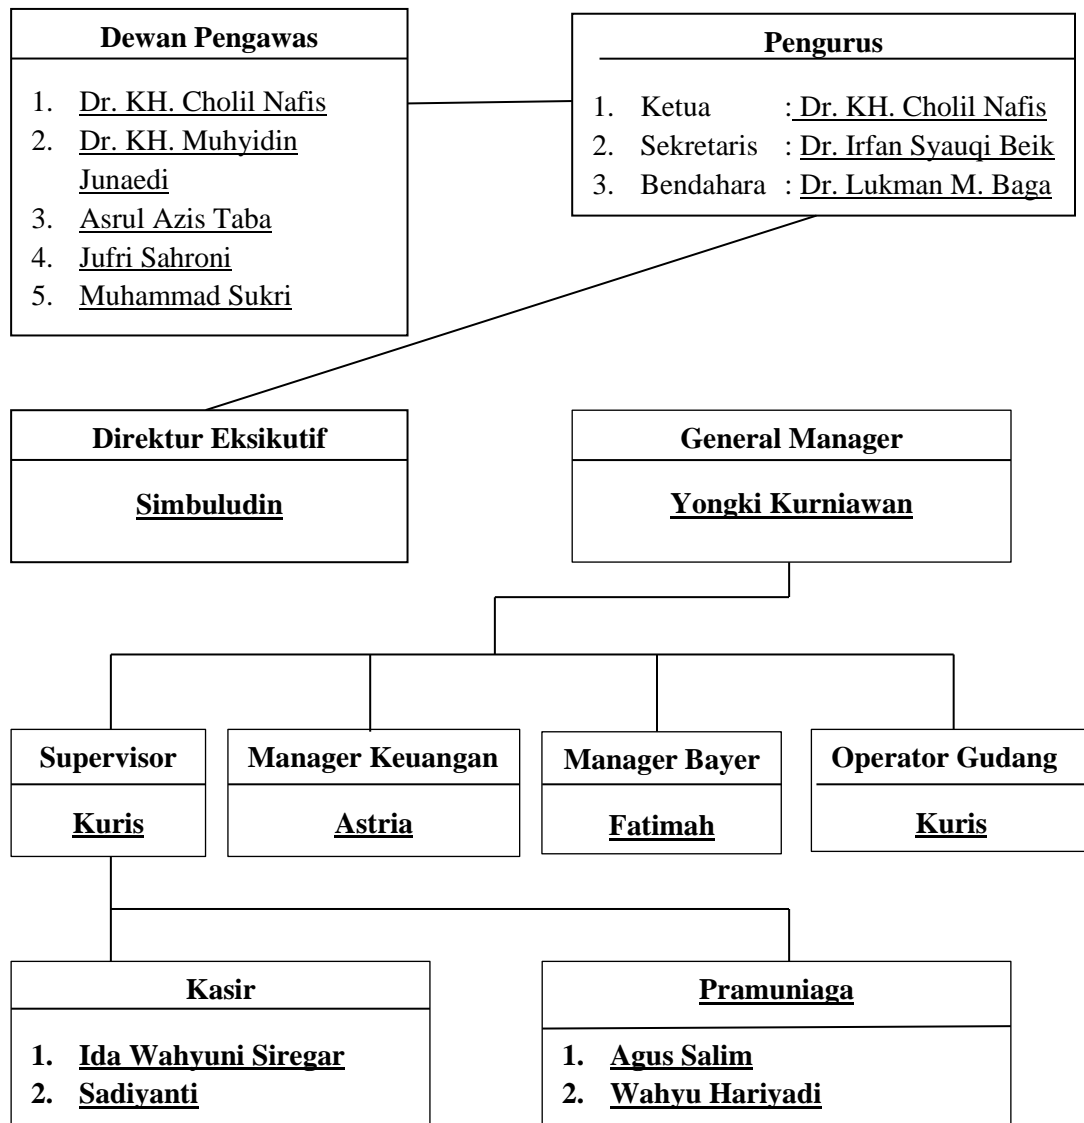 Dewan Pengawas
1. Dr. KH. Cholil Nafis
2. Dr. KH. Muhyidin
Junaedi
3. Asrul Azis Taba
4. Jufri Sahroni
5. Muhammad Sukri
Pengurus
1. Ketua : Dr. KH. Cholil Nafis
2. Sekretaris : Dr. Irfan Syauqi Beik
3. Bendahara : Dr. Lukman M. Baga
Direktur Eksikutif
Simbuludin
General Manager
Yongki Kurniawan
Supervisor
Kuris
Manager Keuangan
Astria
Manager Bayer
Fatimah
Operator Gudang
Kuris
Kasir
1. Ida Wahyuni Siregar
2. Sadiyanti
Pramuniaga
1. Agus Salim
2. Wahyu Hariyadi